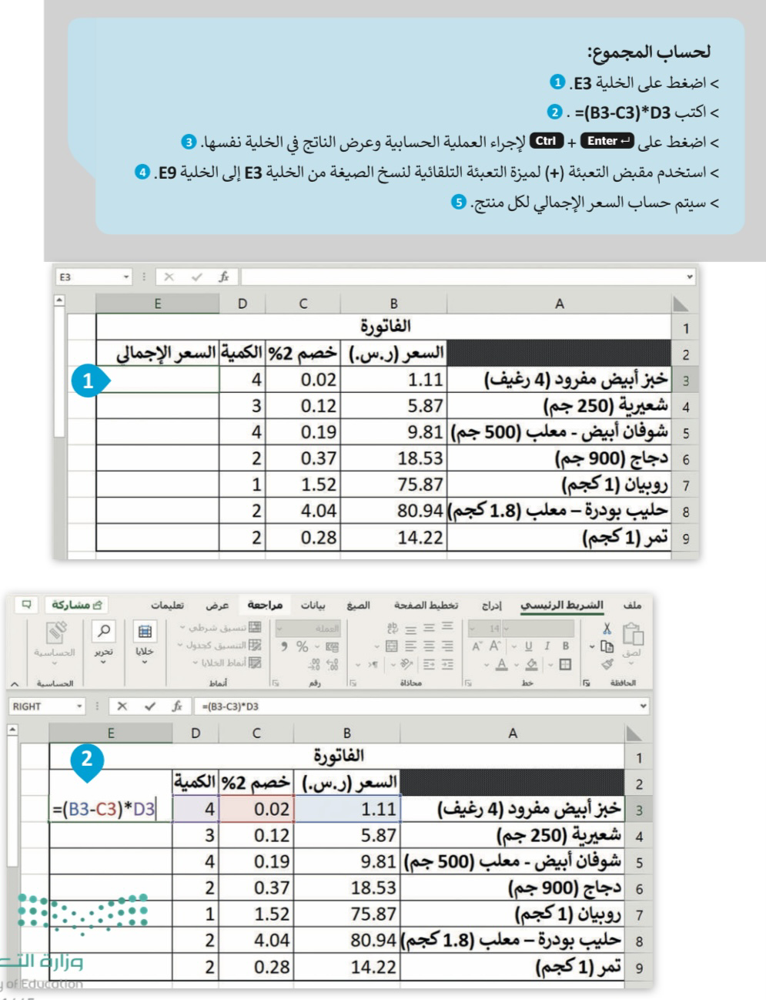 لحساب المجموع:
> اضغط على الخلية E3. 1
> اكتب =(B3-C3)*D3 . 2
> اضغط على Ctrl + Enter ↵ لإجراء العملية الحسابية وعرض الناتج في الخلية نفسها. 3
> استخدم مقبض التعبئة (+) لميزة التعبئة التلقائية لنسخ الصيغة من الخلية E3 إلى الخلية E9. 4
> سيتم حساب السعر الإجمالي لكل منتج. 5
E3 fx
A B C D E
1 الفاتورة
2 السعر (ر.س.) خصم 2% الكمية السعر الإجمالي
3 خبز أبيض مفرود (4 رغيف) 1.11 0.02 4 1
4 شعيرية (250 جم) 5.87 0.12 3
5 شوفان أبيض - معلب (500 جم) 9.81 0.19 4
6 دجاج (900 جم) 18.53 0.37 2
7 روبيان (1 كجم) 75.87 1.52 1
8 حليب بودرة – معلب (1.8 كجم) 80.94 4.04 2
9 تمر (1 كجم) 14.22 0.28 2
ملف الشريط الرئيسي إدراج تخطيط الصفحة الصيغ بيانات مراجعة عرض تعليمات مشاركة
14 العملة تنسيق شرطي
لصق B I U A A % التنسيق كجدول خلايا تحرير الحساسية
A أنماط الخلايا
الحافظة خط محاذاة رقم أنماط الحساسية
RIGHT fx =(B3-C3)*D3
A B C D E
1 الفاتورة 2
2 السعر (ر.س.) خصم 2% الكمية
3 خبز أبيض مفرود (4 رغيف) 1.11 0.02 4 =(B3-C3)*D3
4 شعيرية (250 جم) 5.87 0.12 3
5 شوفان أبيض - معلب (500 جم) 9.81 0.19 4
6 دجاج (900 جم) 18.53 0.37 2
7 روبيان (1 كجم) 75.87 1.52 1
8 حليب بودرة – معلب (1.8 كجم) 80.94 4.04 2
9 تمر (1 كجم) 14.22 0.28 2
وزارة
of Education